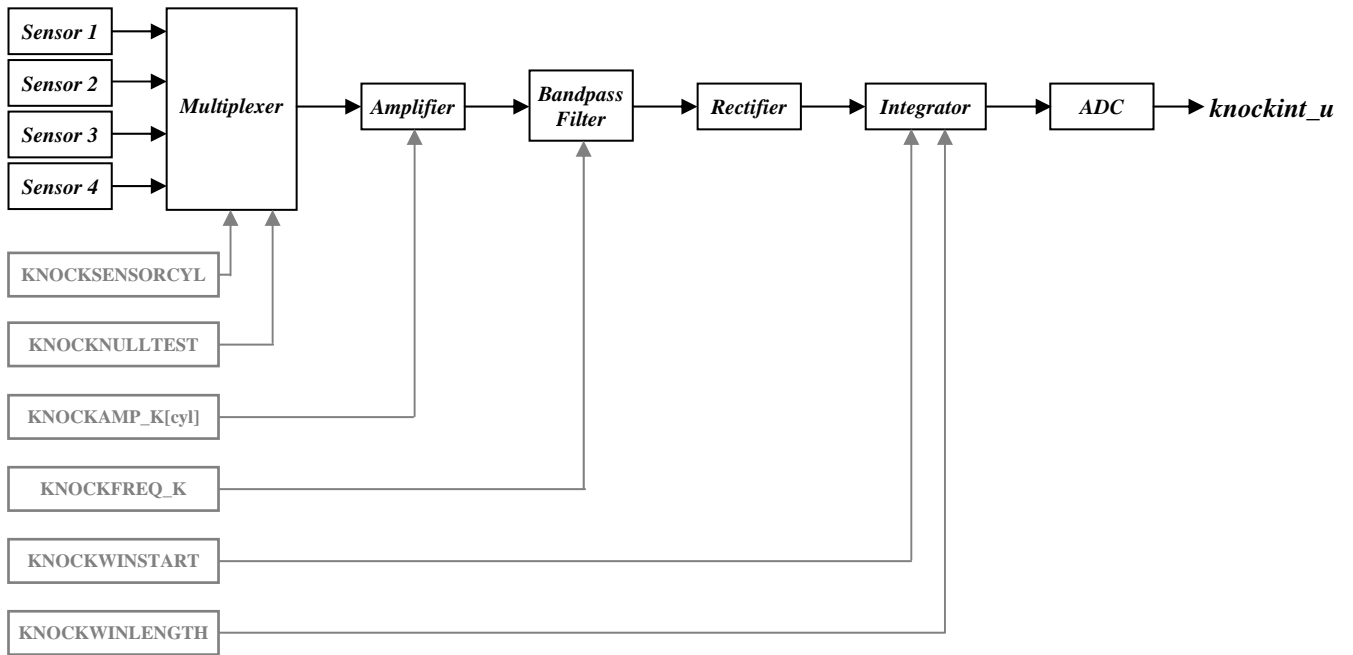 Sensor 1
Sensor 2
Sensor 3
Sensor 4
Multiplexer
Amplifier
Bandpass
Filter
Rectifier
Integrator
ADC
knockint_u
KNOCKSENSORCYL
KNOCKNULLTEST
KNOCKAMP_K[cyl]
KNOCKFREQ_K
KNOCKWINSTART
KNOCKWINLENGTH